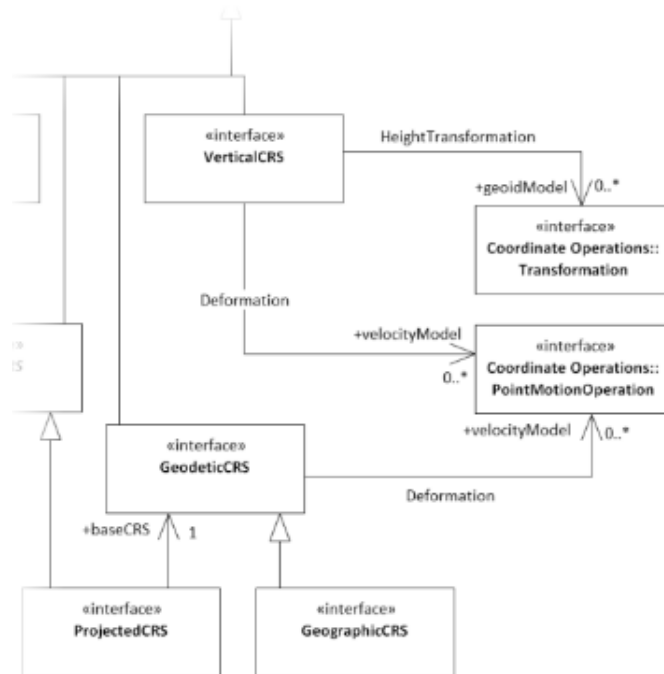 «interface»
VerticalCRS
HeightTransformation
+geoidModel
0..*
«interface»
Coordinate Operations::
Transformation
Deformation
+velocityModel
0..*
«interface»
Coordinate Operations::
PointMotionOperation
+velocityModel
0..*
«interface»
GeodeticCRS
Deformation
+baseCRS
1
«interface»
ProjectedCRS
«interface»
GeographicCRS